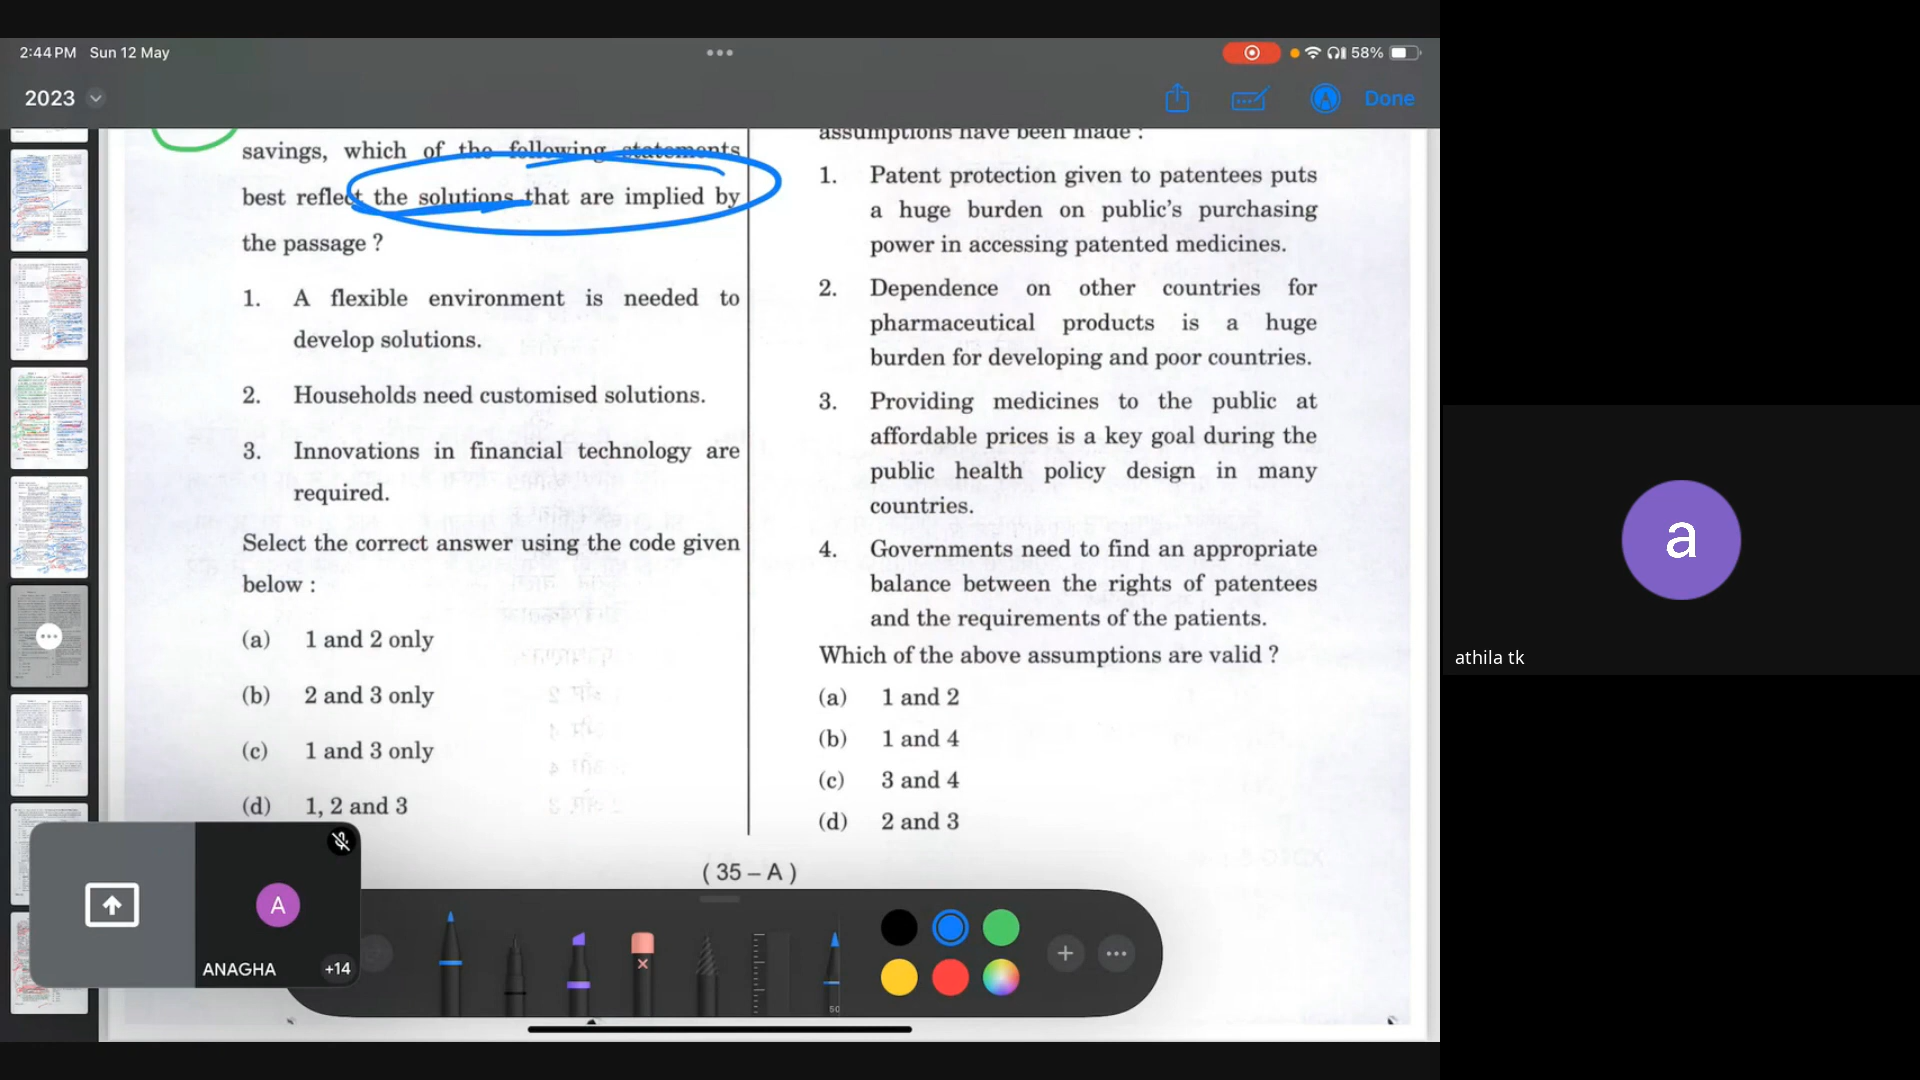 2:44 PM Sun 12 May
58%
2023
Done
savings, which of the following statements
best reflect the solutions that are implied by
the passage ?
1. A flexible environment is needed to
develop solutions.
2. Households need customised solutions.
3. Innovations in financial technology are
required.
Select the correct answer using the code given
below :
(a) 1 and 2 only
(b) 2 and 3 only
(c) 1 and 3 only
(d) 1, 2 and 3
assumptions have been made :
1. Patent protection given to patentees puts
a huge burden on public's purchasing
power in accessing patented medicines.
2. Dependence on other countries for
pharmaceutical products is a huge
burden for developing and poor countries.
3. Providing medicines to the public at
affordable prices is a key goal during the
public health policy design in many
countries.
4. Governments need to find an appropriate
balance between the rights of patentees
and the requirements of the patients.
Which of the above assumptions are valid ?
(a) 1 and 2
(b) 1 and 4
(c) 3 and 4
(d) 2 and 3
( 35 – A )
A
ANAGHA
+14
50
a
athila tk